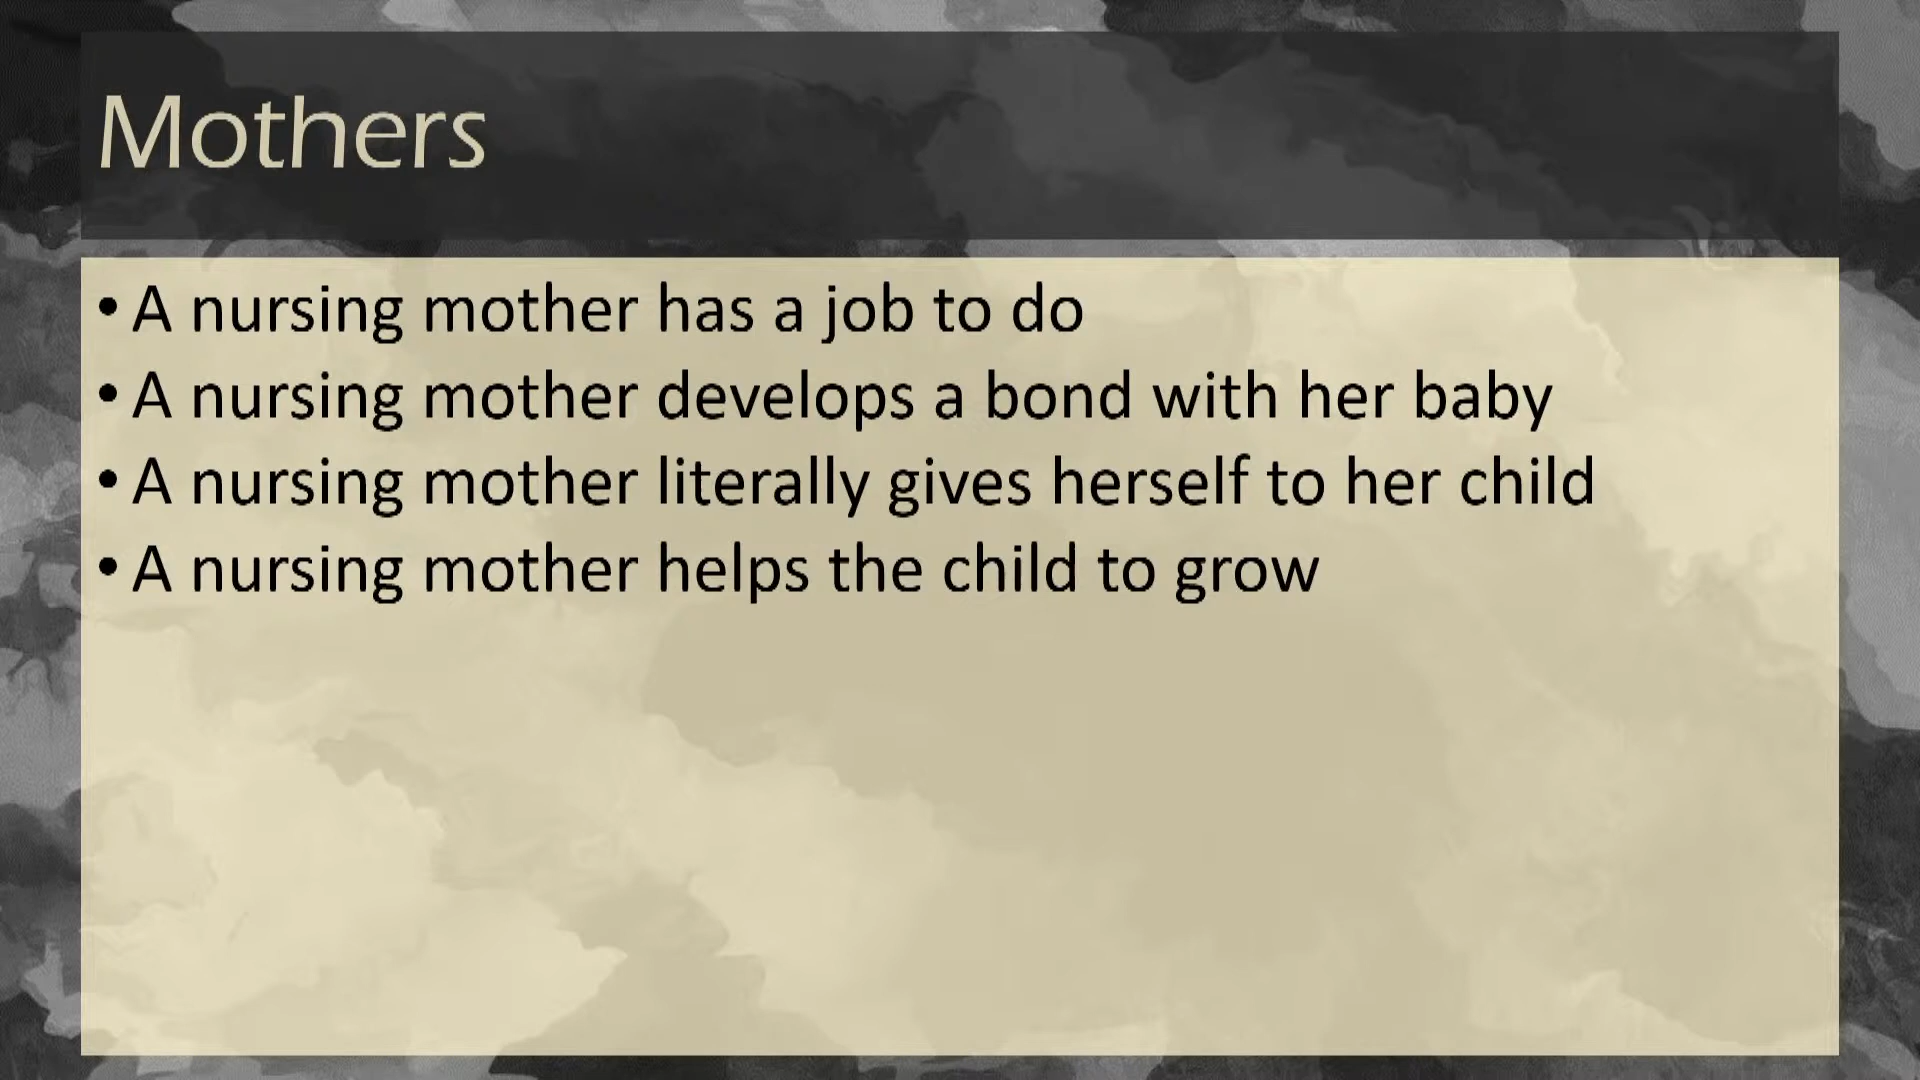 Mothers
• A nursing mother has a job to do
• A nursing mother develops a bond with her baby
• A nursing mother literally gives herself to her child
• A nursing mother helps the child to grow